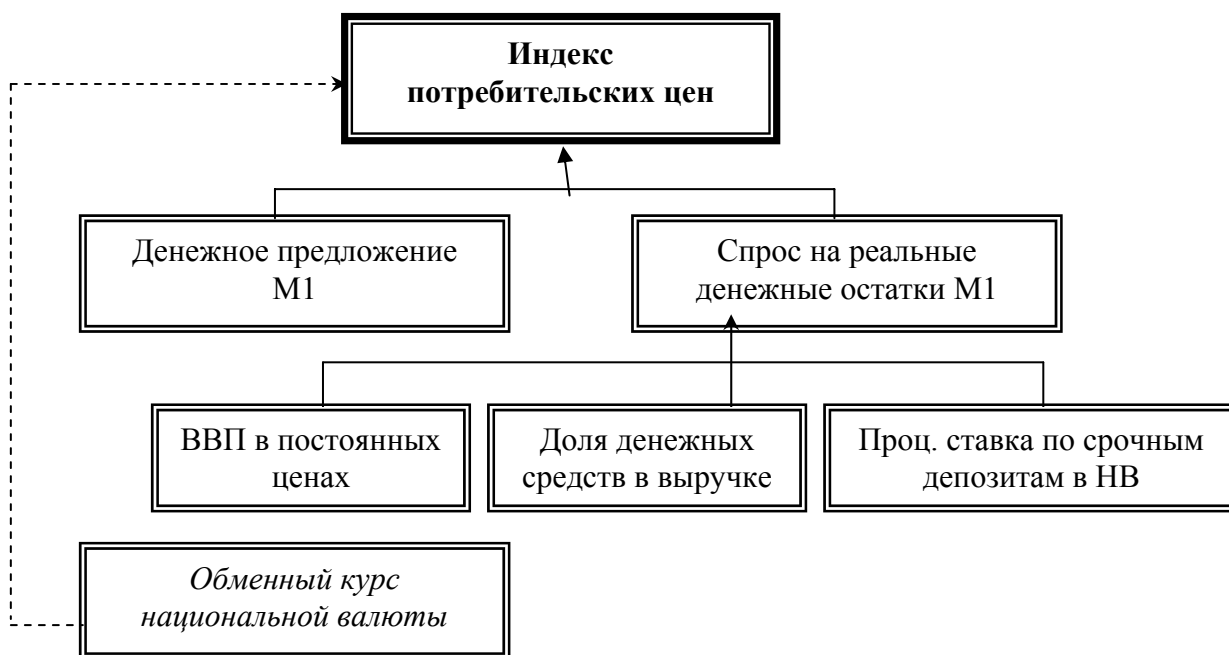 Индекс
потребительских цен
Денежное предложение
М1
Спрос на реальные
денежные остатки М1
ВВП в постоянных
ценах
Доля денежных
средств в выручке
Проц. ставка по срочным
депозитам в НВ
Обменный курс
национальной валюты